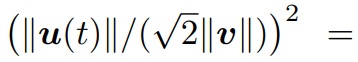 (‖𝒖(t)‖/(√2‖𝒗‖))² =